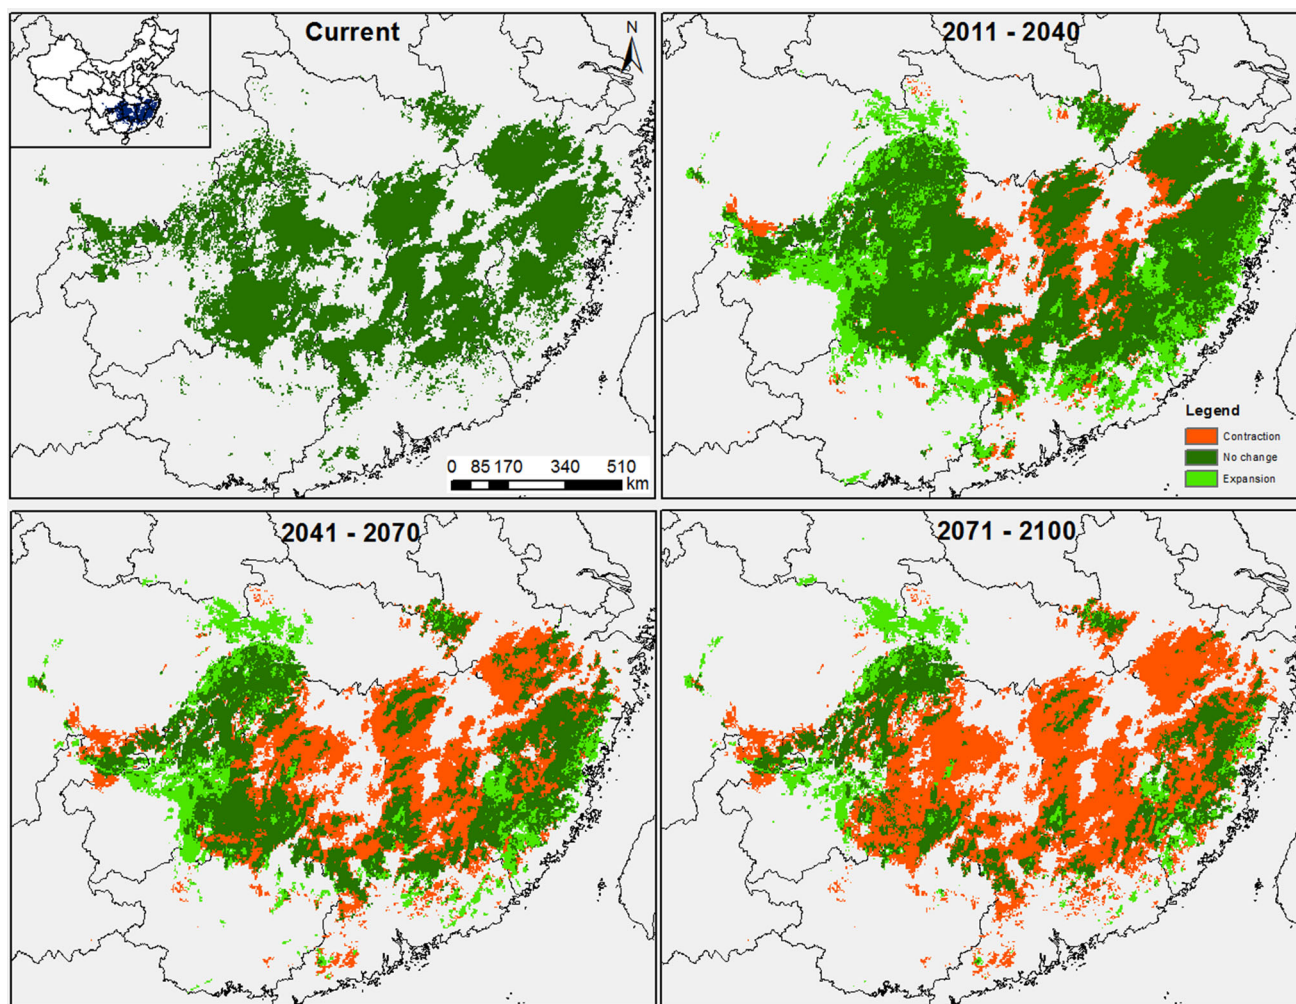 Current
N
2011 - 2040
0 85 170 340 510
km
Legend
Contraction
No change
Expansion
2041 - 2070
2071 - 2100